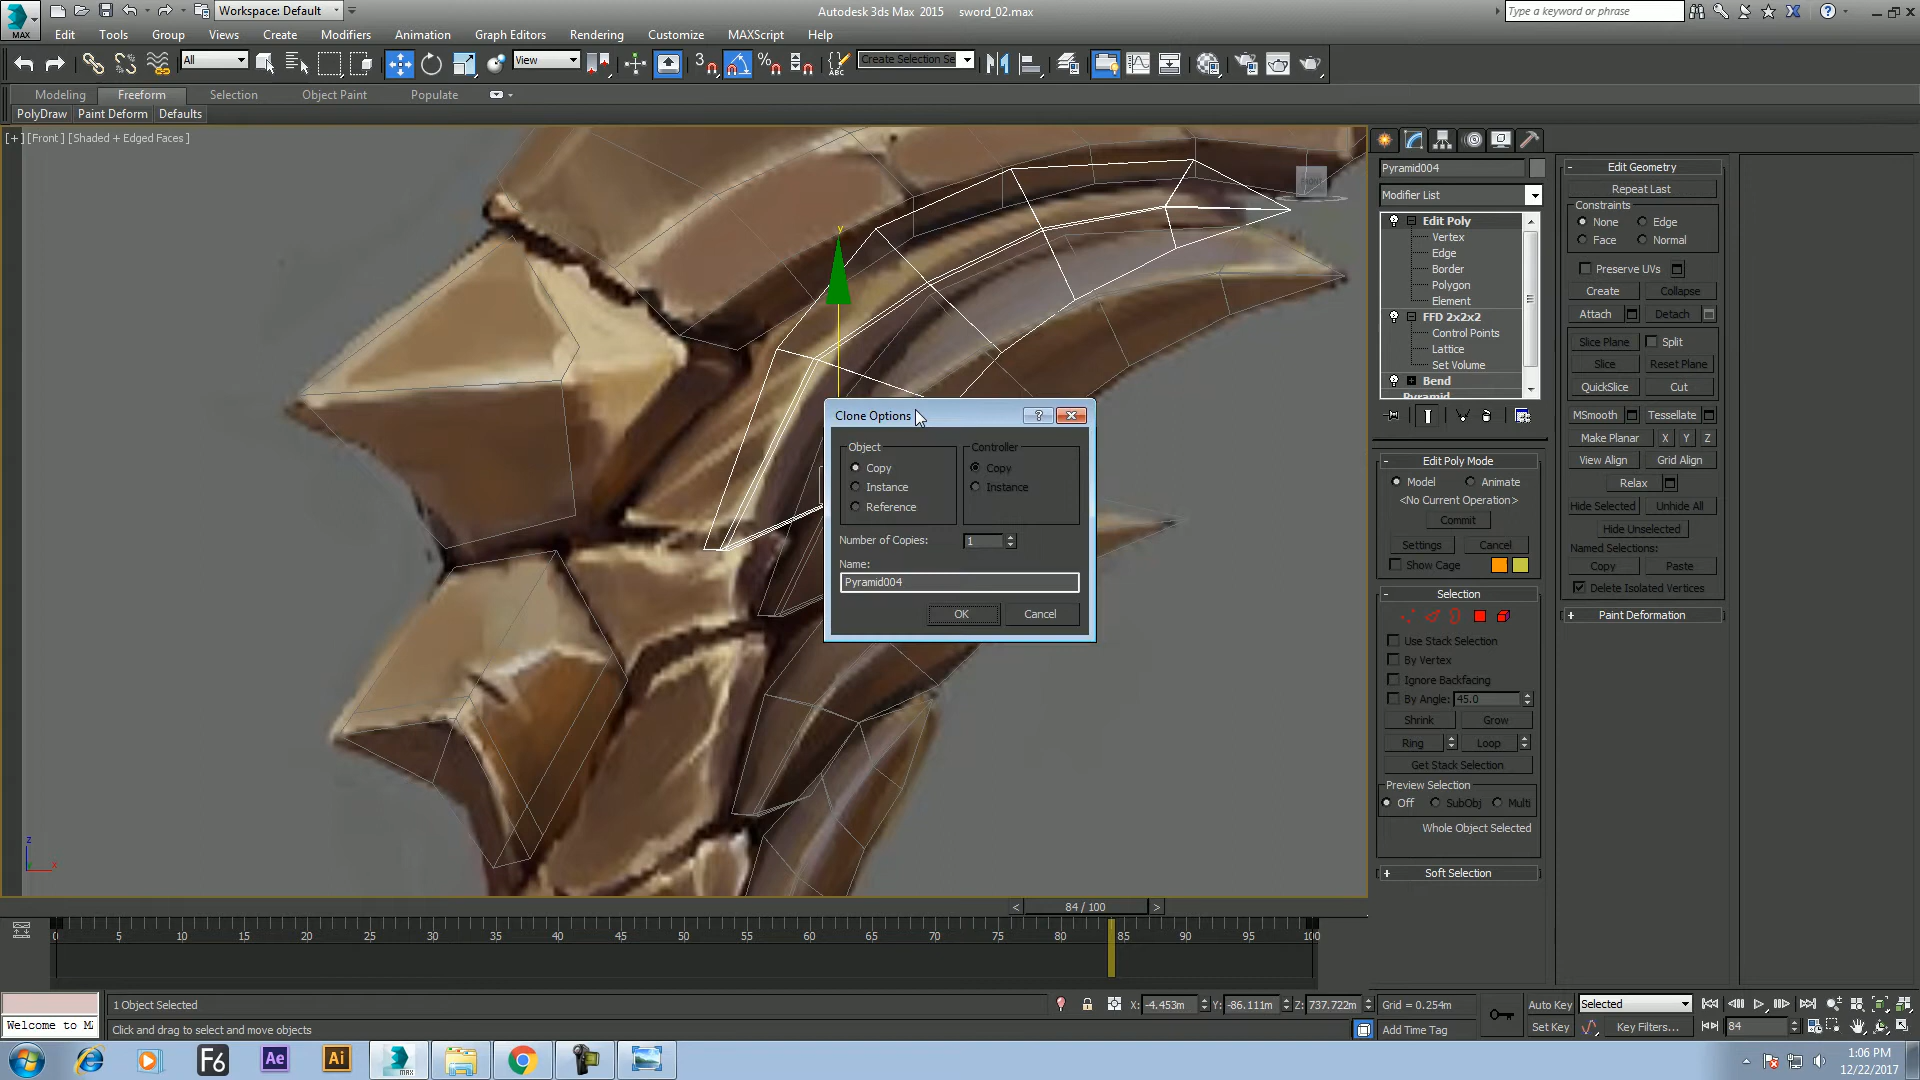 Workspace: Default
Autodesk 3ds Max 2015 sword_02.max
Type a keyword or phrase
MAX
Edit Tools Group Views Create Modifiers Animation Graph Editors Rendering Customize MAXScript Help
All
View
3
%
ABC
Create Selection Se
Modeling Freeform Selection Object Paint Populate
PolyDraw Paint Deform Defaults
[+] [Front] [Shaded + Edged Faces]
y
Pyramid004
Modifier List
Edit Poly
Vertex
Edge
Border
Polygon
Element
FFD 2x2x2
Control Points
Lattice
Set Volume
Bend
Pyramid
Edit Poly Mode
Model Animate
<No Current Operation>
Commit
Settings Cancel
Show Cage
Selection
Use Stack Selection
By Vertex
Ignore Backfacing
By Angle: 45.0
Shrink Grow
Ring Loop
Get Stack Selection
Preview Selection
Off SubObj Multi
Whole Object Selected
Soft Selection
Edit Geometry
Repeat Last
Constraints
None Edge
Face Normal
Preserve UVs
Create Collapse
Attach Detach
Slice Plane Split
Slice Reset Plane
QuickSlice Cut
MSmooth Tessellate
Make Planar X Y Z
View Align Grid Align
Relax
Hide Selected Unhide All
Hide Unselected
Named Selections:
Copy Paste
Delete Isolated Vertices
Paint Deformation
Clone Options
Object
Copy
Instance
Reference
Controller
Copy
Instance
Number of Copies: 1
Name:
Pyramid004
OK Cancel
z
x
< 84 / 100 >
0 5 10 15 20 25 30 35 40 45 50 55 60 65 70 75 80 85 90 95 100
1 Object Selected
X: -4.453m Y: -86.111m Z: 737.722m Grid = 0.254m
Auto Key Selected
Welcome to M
Click and drag to select and move objects
Add Time Tag
Set Key Key Filters... 84
F6 Ae Ai MAX
1:06 PM
12/22/2017